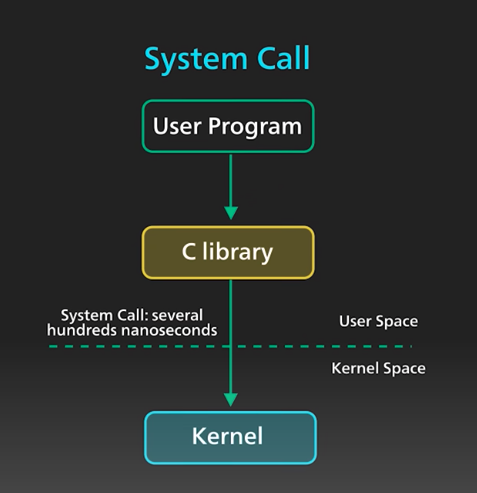 System Call
User Program
C library
System Call: several
hundreds nanoseconds
User Space
Kernel Space
Kernel